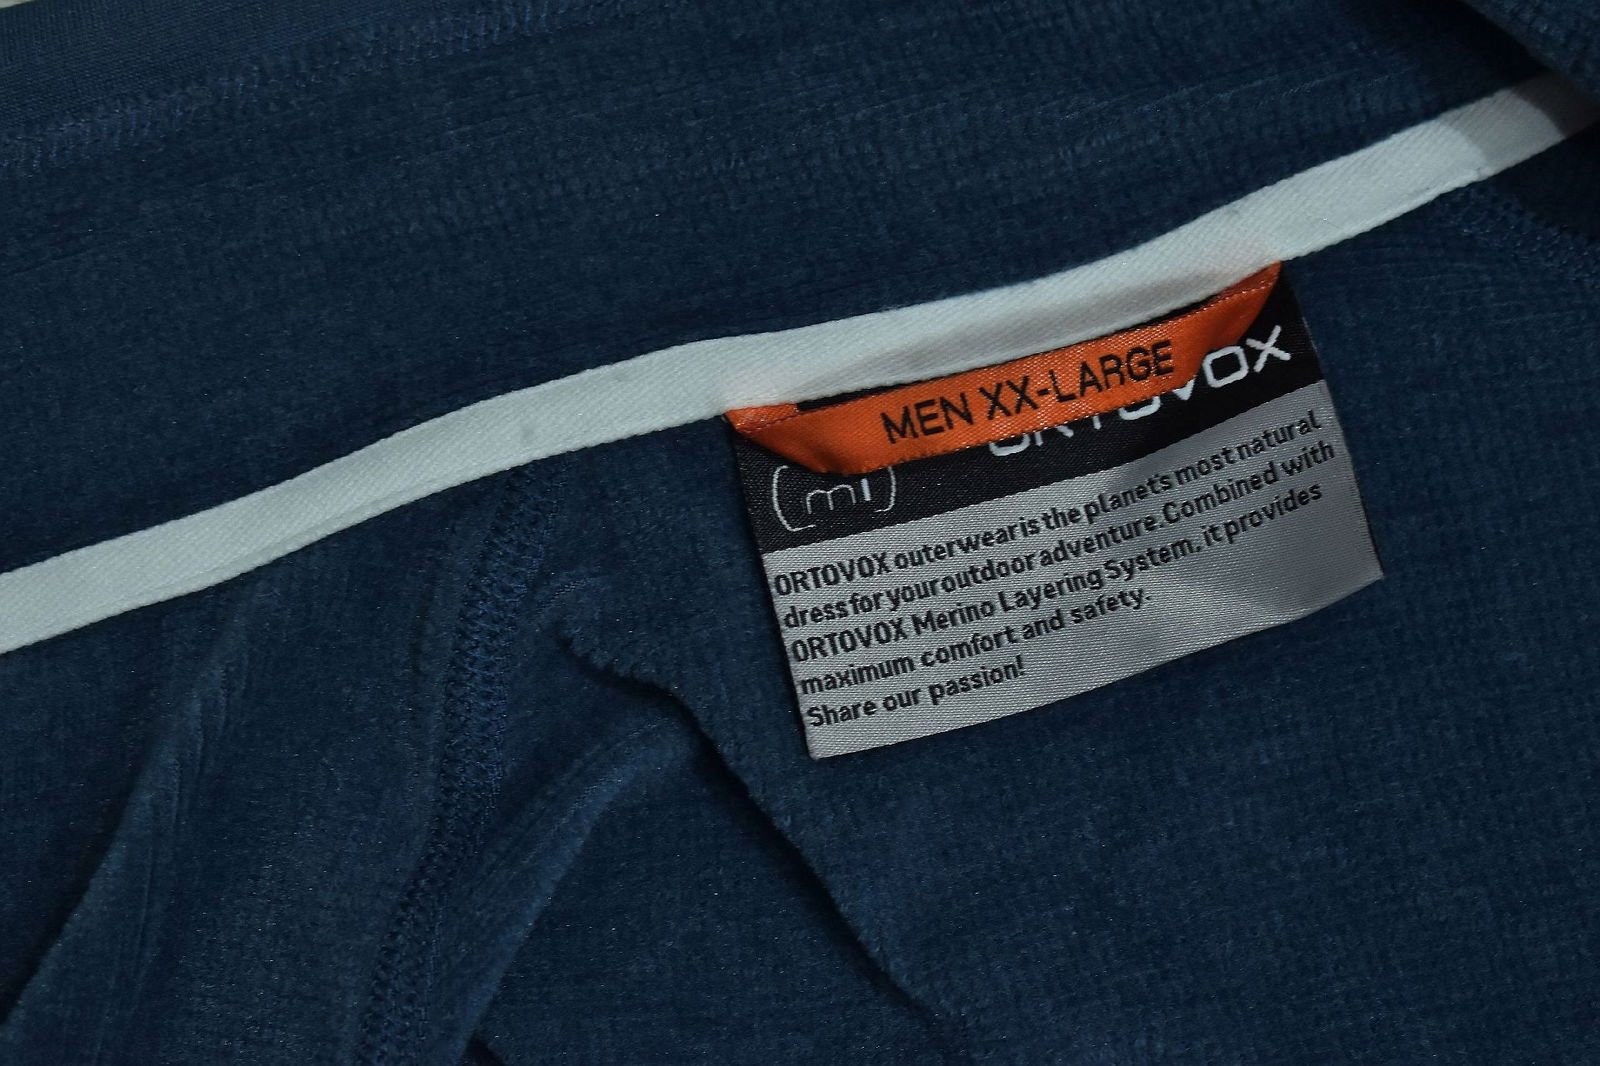 MEN XX-LARGE
ORTOVOX
(mi)
ORTOVOX outerwear is the planet's most natural
dress for your outdoor adventure. Combined with
ORTOVOX Merino Layering System, it provides
maximum comfort and safety.
Share our passion!